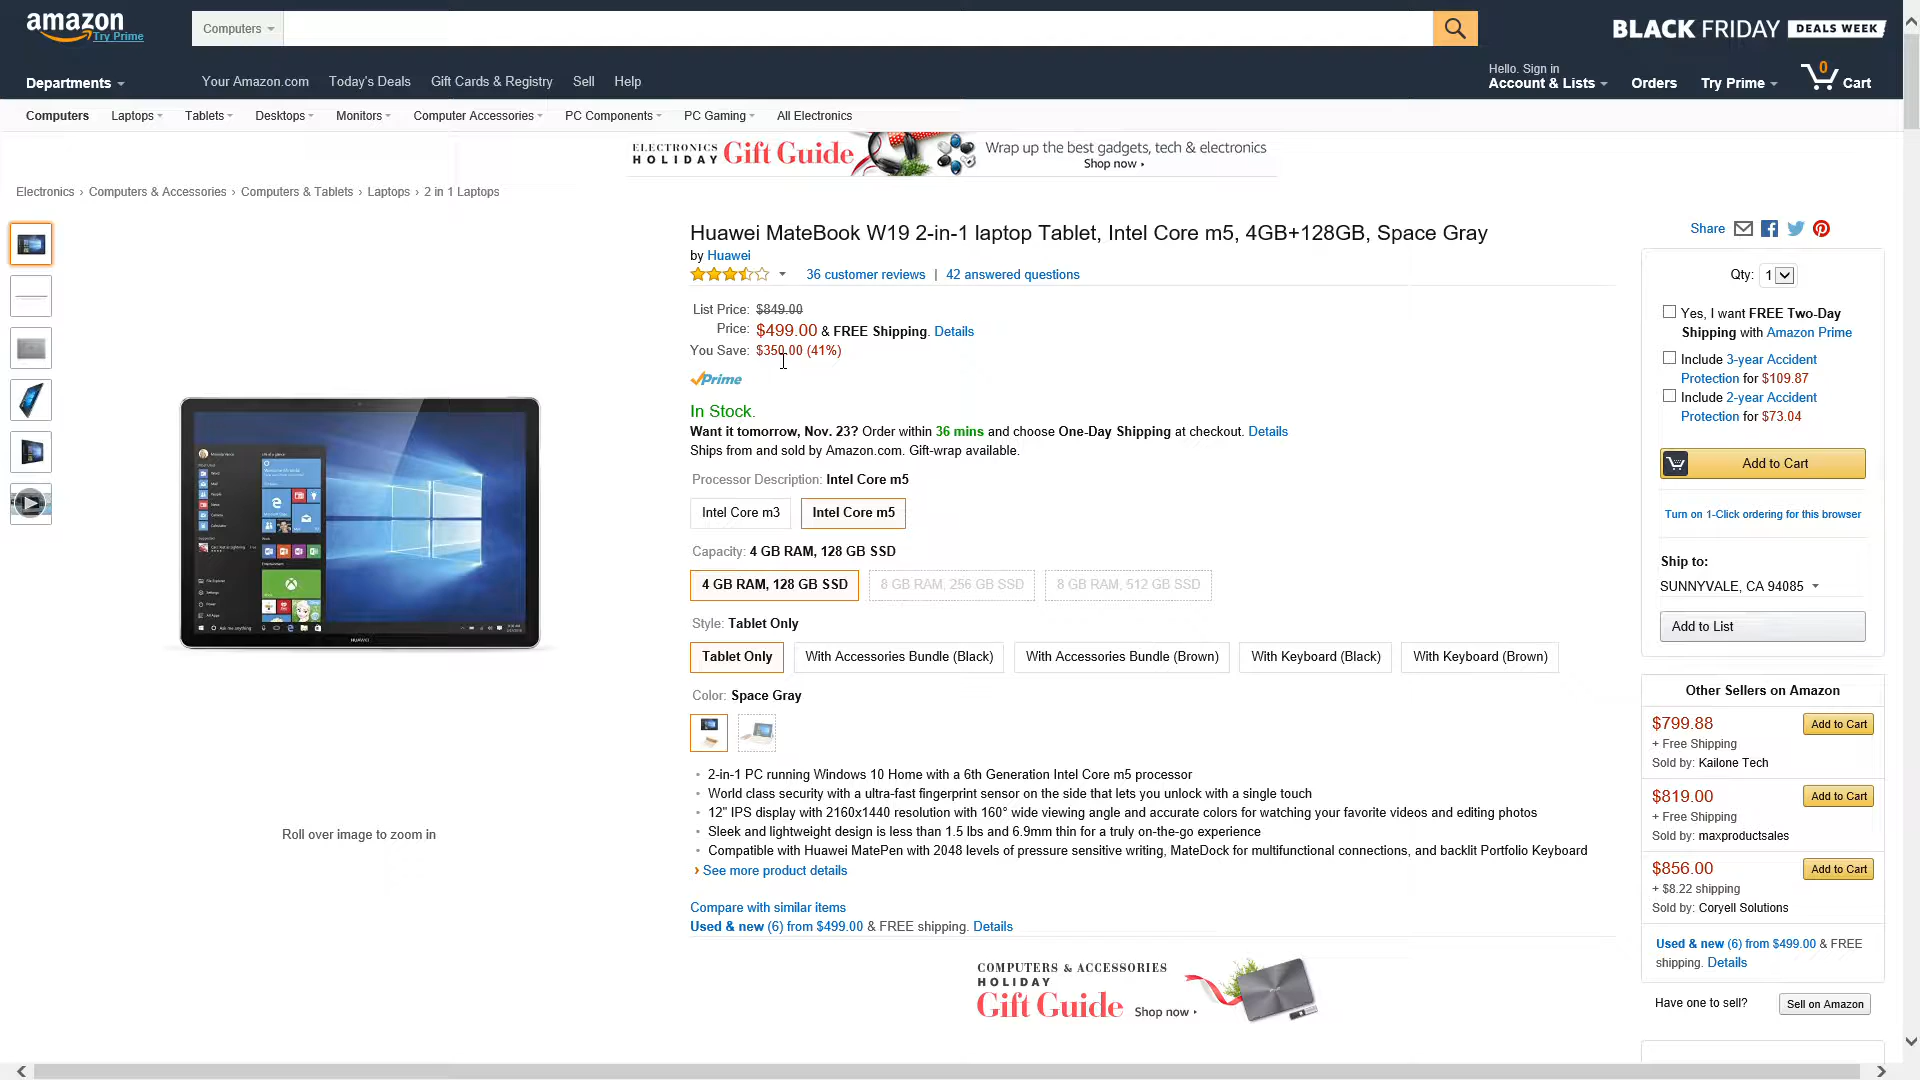 amazon
Try Prime
Computers
BLACK FRIDAY DEALS WEEK
Departments
Your Amazon.com Today's Deals Gift Cards & Registry Sell Help
Hello. Sign in
Account & Lists
Orders
Try Prime
0
Cart
Computers Laptops Tablets Desktops Monitors Computer Accessories PC Components PC Gaming All Electronics
ELECTRONICS
HOLIDAY Gift Guide
Wrap up the best gadgets, tech & electronics
Shop now ›
Electronics › Computers & Accessories › Computers & Tablets › Laptops › 2 in 1 Laptops
Huawei MateBook W19 2-in-1 laptop Tablet, Intel Core m5, 4GB+128GB, Space Gray
by Huawei
36 customer reviews | 42 answered questions
List Price: $849.00
Price: $499.00 & FREE Shipping. Details
You Save: $350.00 (41%)
Prime
In Stock.
Want it tomorrow, Nov. 23? Order within 36 mins and choose One-Day Shipping at checkout. Details
Ships from and sold by Amazon.com. Gift-wrap available.
Processor Description: Intel Core m5
Intel Core m3
Intel Core m5
Capacity: 4 GB RAM, 128 GB SSD
4 GB RAM, 128 GB SSD
8 GB RAM, 256 GB SSD
8 GB RAM, 512 GB SSD
Style: Tablet Only
Tablet Only
With Accessories Bundle (Black)
With Accessories Bundle (Brown)
With Keyboard (Black)
With Keyboard (Brown)
Color: Space Gray
• 2-in-1 PC running Windows 10 Home with a 6th Generation Intel Core m5 processor
• World class security with a ultra-fast fingerprint sensor on the side that lets you unlock with a single touch
• 12" IPS display with 2160x1440 resolution with 160° wide viewing angle and accurate colors for watching your favorite videos and editing photos
• Sleek and lightweight design is less than 1.5 lbs and 6.9mm thin for a truly on-the-go experience
• Compatible with Huawei MatePen with 2048 levels of pressure sensitive writing, MateDock for multifunctional connections, and backlit Portfolio Keyboard
› See more product details
Compare with similar items
Used & new (6) from $499.00 & FREE shipping. Details
COMPUTERS & ACCESSORIES
HOLIDAY
Gift Guide Shop now ›
HUAWEI
Roll over image to zoom in
Share
Qty: 1
Yes, I want FREE Two-Day
Shipping with Amazon Prime
Include 3-year Accident
Protection for $109.87
Include 2-year Accident
Protection for $73.04
Add to Cart
Turn on 1-Click ordering for this browser
Ship to:
SUNNYVALE, CA 94085
Add to List
Other Sellers on Amazon
$799.88 Add to Cart
+ Free Shipping
Sold by: Kailone Tech
$819.00 Add to Cart
+ Free Shipping
Sold by: maxproductsales
$856.00 Add to Cart
+ $8.22 shipping
Sold by: Coryell Solutions
Used & new (6) from $499.00 & FREE
shipping. Details
Have one to sell? Sell on Amazon